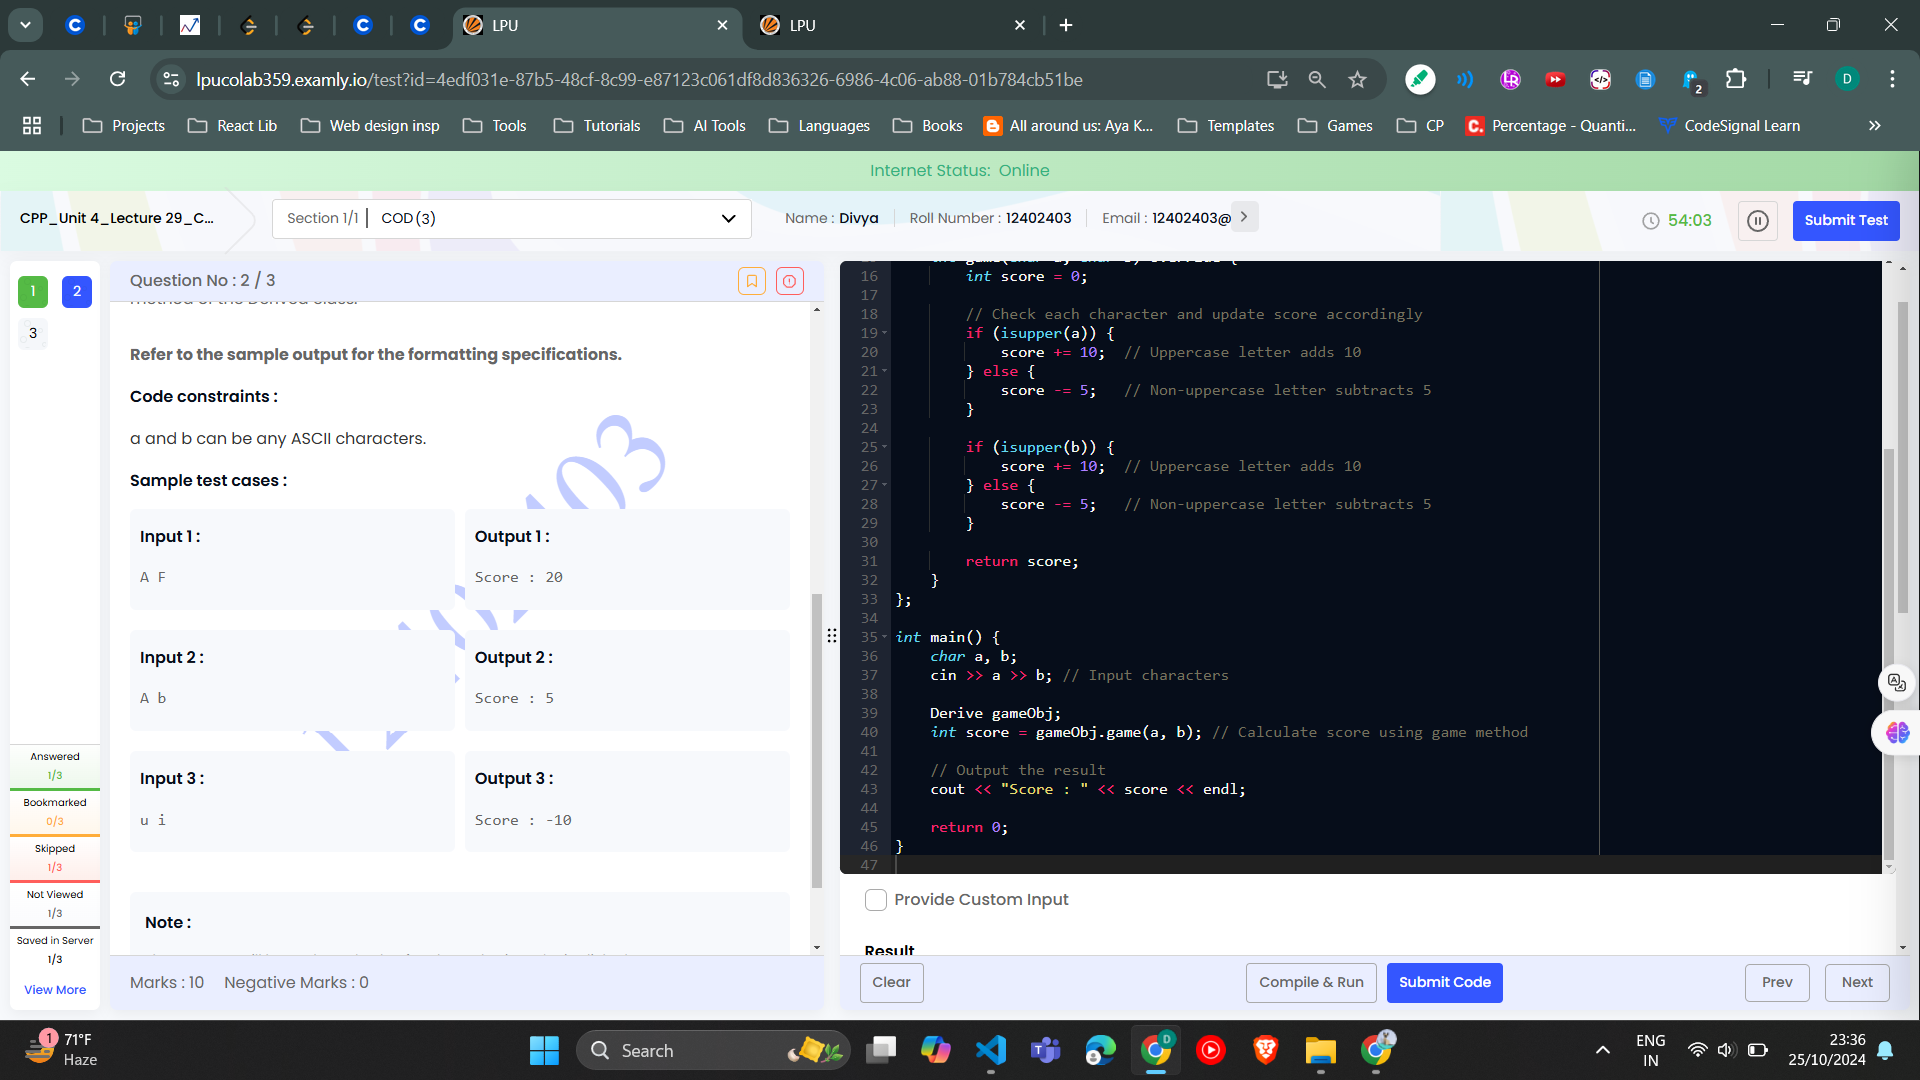 LPU
LPU
lpucolab359.examly.io/test?id=4edf031e-87b5-48cf-8c99-e87123c061df8d836326-6986-4c06-ab88-01b784cb51be
D
2
Projects
React Lib
Web design insp
Tools
Tutorials
AI Tools
Languages
Books
All around us: Aya K...
Templates
Games
CP
Percentage - Quanti...
CodeSignal Learn
Internet Status: Online
CPP_Unit 4_Lecture 29_C...
Section 1/1 | COD(3)
Name : Divya
Roll Number : 12402403
Email : 12402403@
54:03
Submit Test
1
2
3
Question No : 2 / 3
method of the Derived class.
Refer to the sample output for the formatting specifications.
Code constraints :
a and b can be any ASCII characters.
Sample test cases :
Input 1 :
A F
Output 1 :
Score : 20
Input 2 :
A b
Output 2 :
Score : 5
Input 3 :
u i
Output 3 :
Score : -10
Note :
Marks : 10 Negative Marks : 0
Answered
1/3
Bookmarked
0/3
Skipped
1/3
Not Viewed
1/3
Saved in Server
1/3
View More
16 int score = 0;
17
18 // Check each character and update score accordingly
19 if (isupper(a)) {
20 score += 10; // Uppercase letter adds 10
21 } else {
22 score -= 5; // Non-uppercase letter subtracts 5
23 }
24
25 if (isupper(b)) {
26 score += 10; // Uppercase letter adds 10
27 } else {
28 score -= 5; // Non-uppercase letter subtracts 5
29 }
30
31 return score;
32 }
33 };
34
35 int main() {
36 char a, b;
37 cin >> a >> b; // Input characters
38
39 Derive gameObj;
40 int score = gameObj.game(a, b); // Calculate score using game method
41
42 // Output the result
43 cout << "Score : " << score << endl;
44
45 return 0;
46 }
47
Provide Custom Input
Result
Clear
Compile & Run
Submit Code
Prev
Next
1
71°F
Haze
Search
D
ENG
IN
23:36
25/10/2024